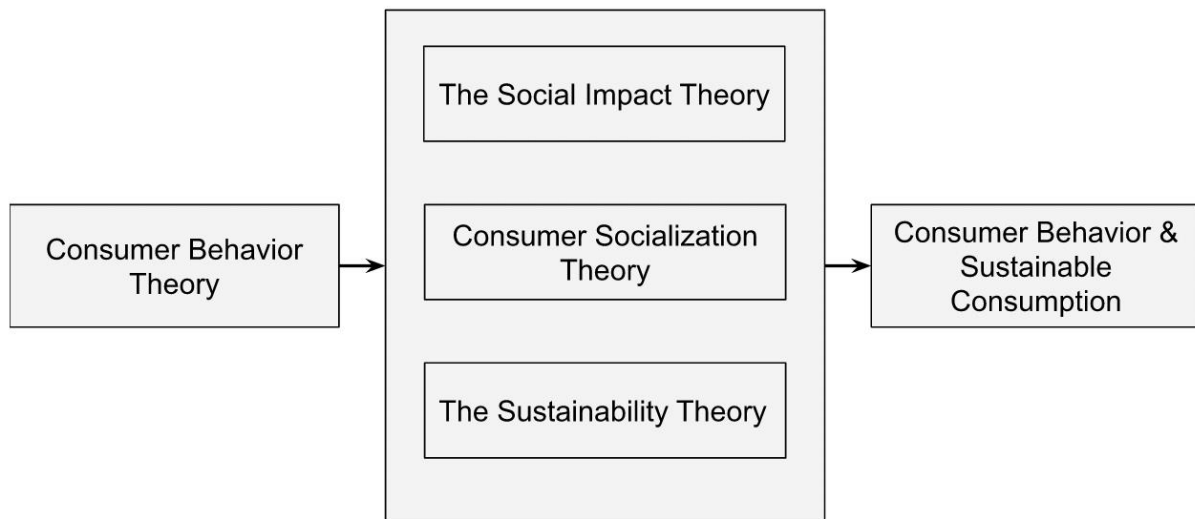 The Social Impact Theory
Consumer Behavior
Theory
Consumer Socialization
Theory
Consumer Behavior &
Sustainable
Consumption
The Sustainability Theory